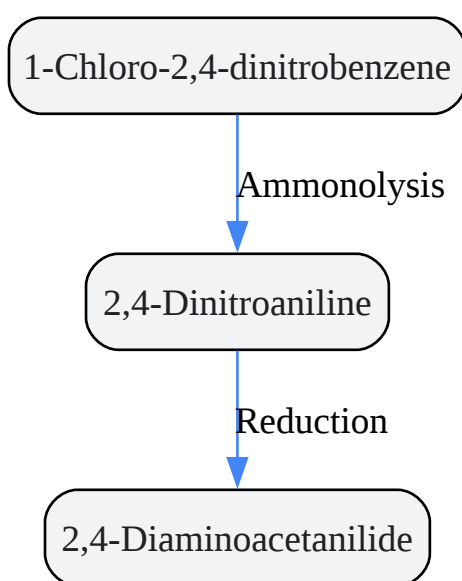 1-Chloro-2,4-dinitrobenzene
Ammonolysis
2,4-Dinitroaniline
Reduction
2,4-Diaminoacetanilide